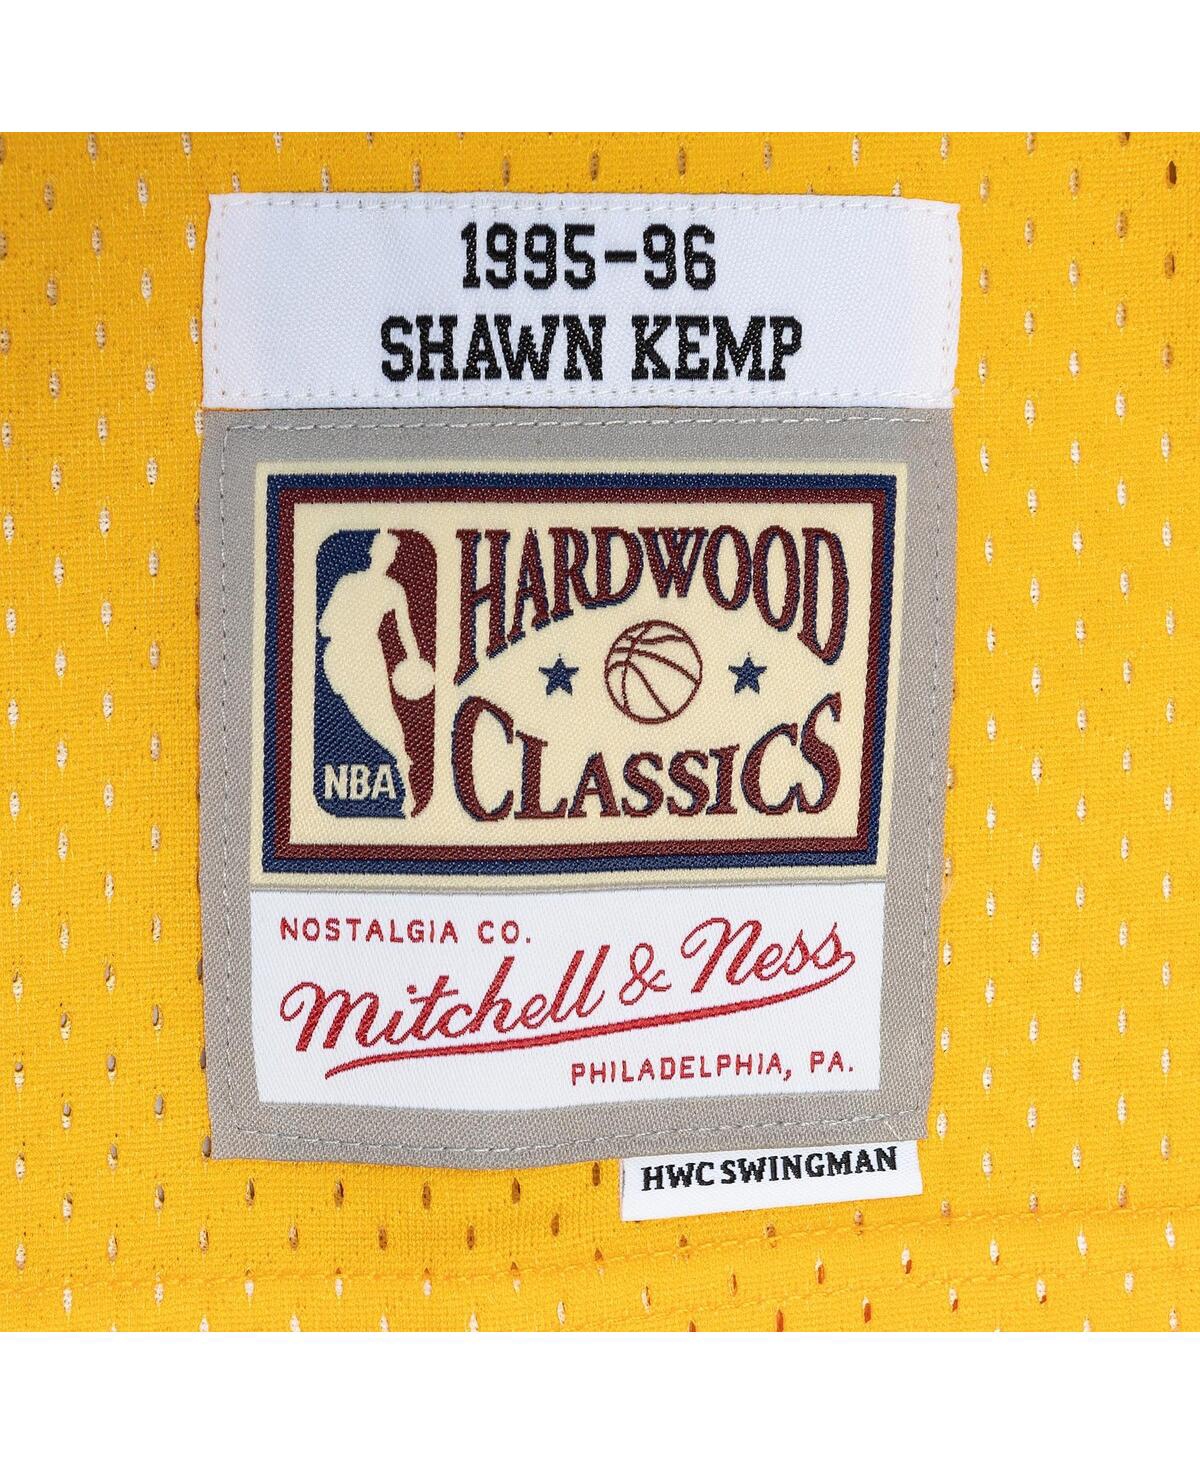 1995-96
SHAWN KEMP
HARDWOOD
CLASSICS
NBA
NOSTALGIA CO.
Mitchell & Ness
PHILADELPHIA, PA.
HWC SWINGMAN